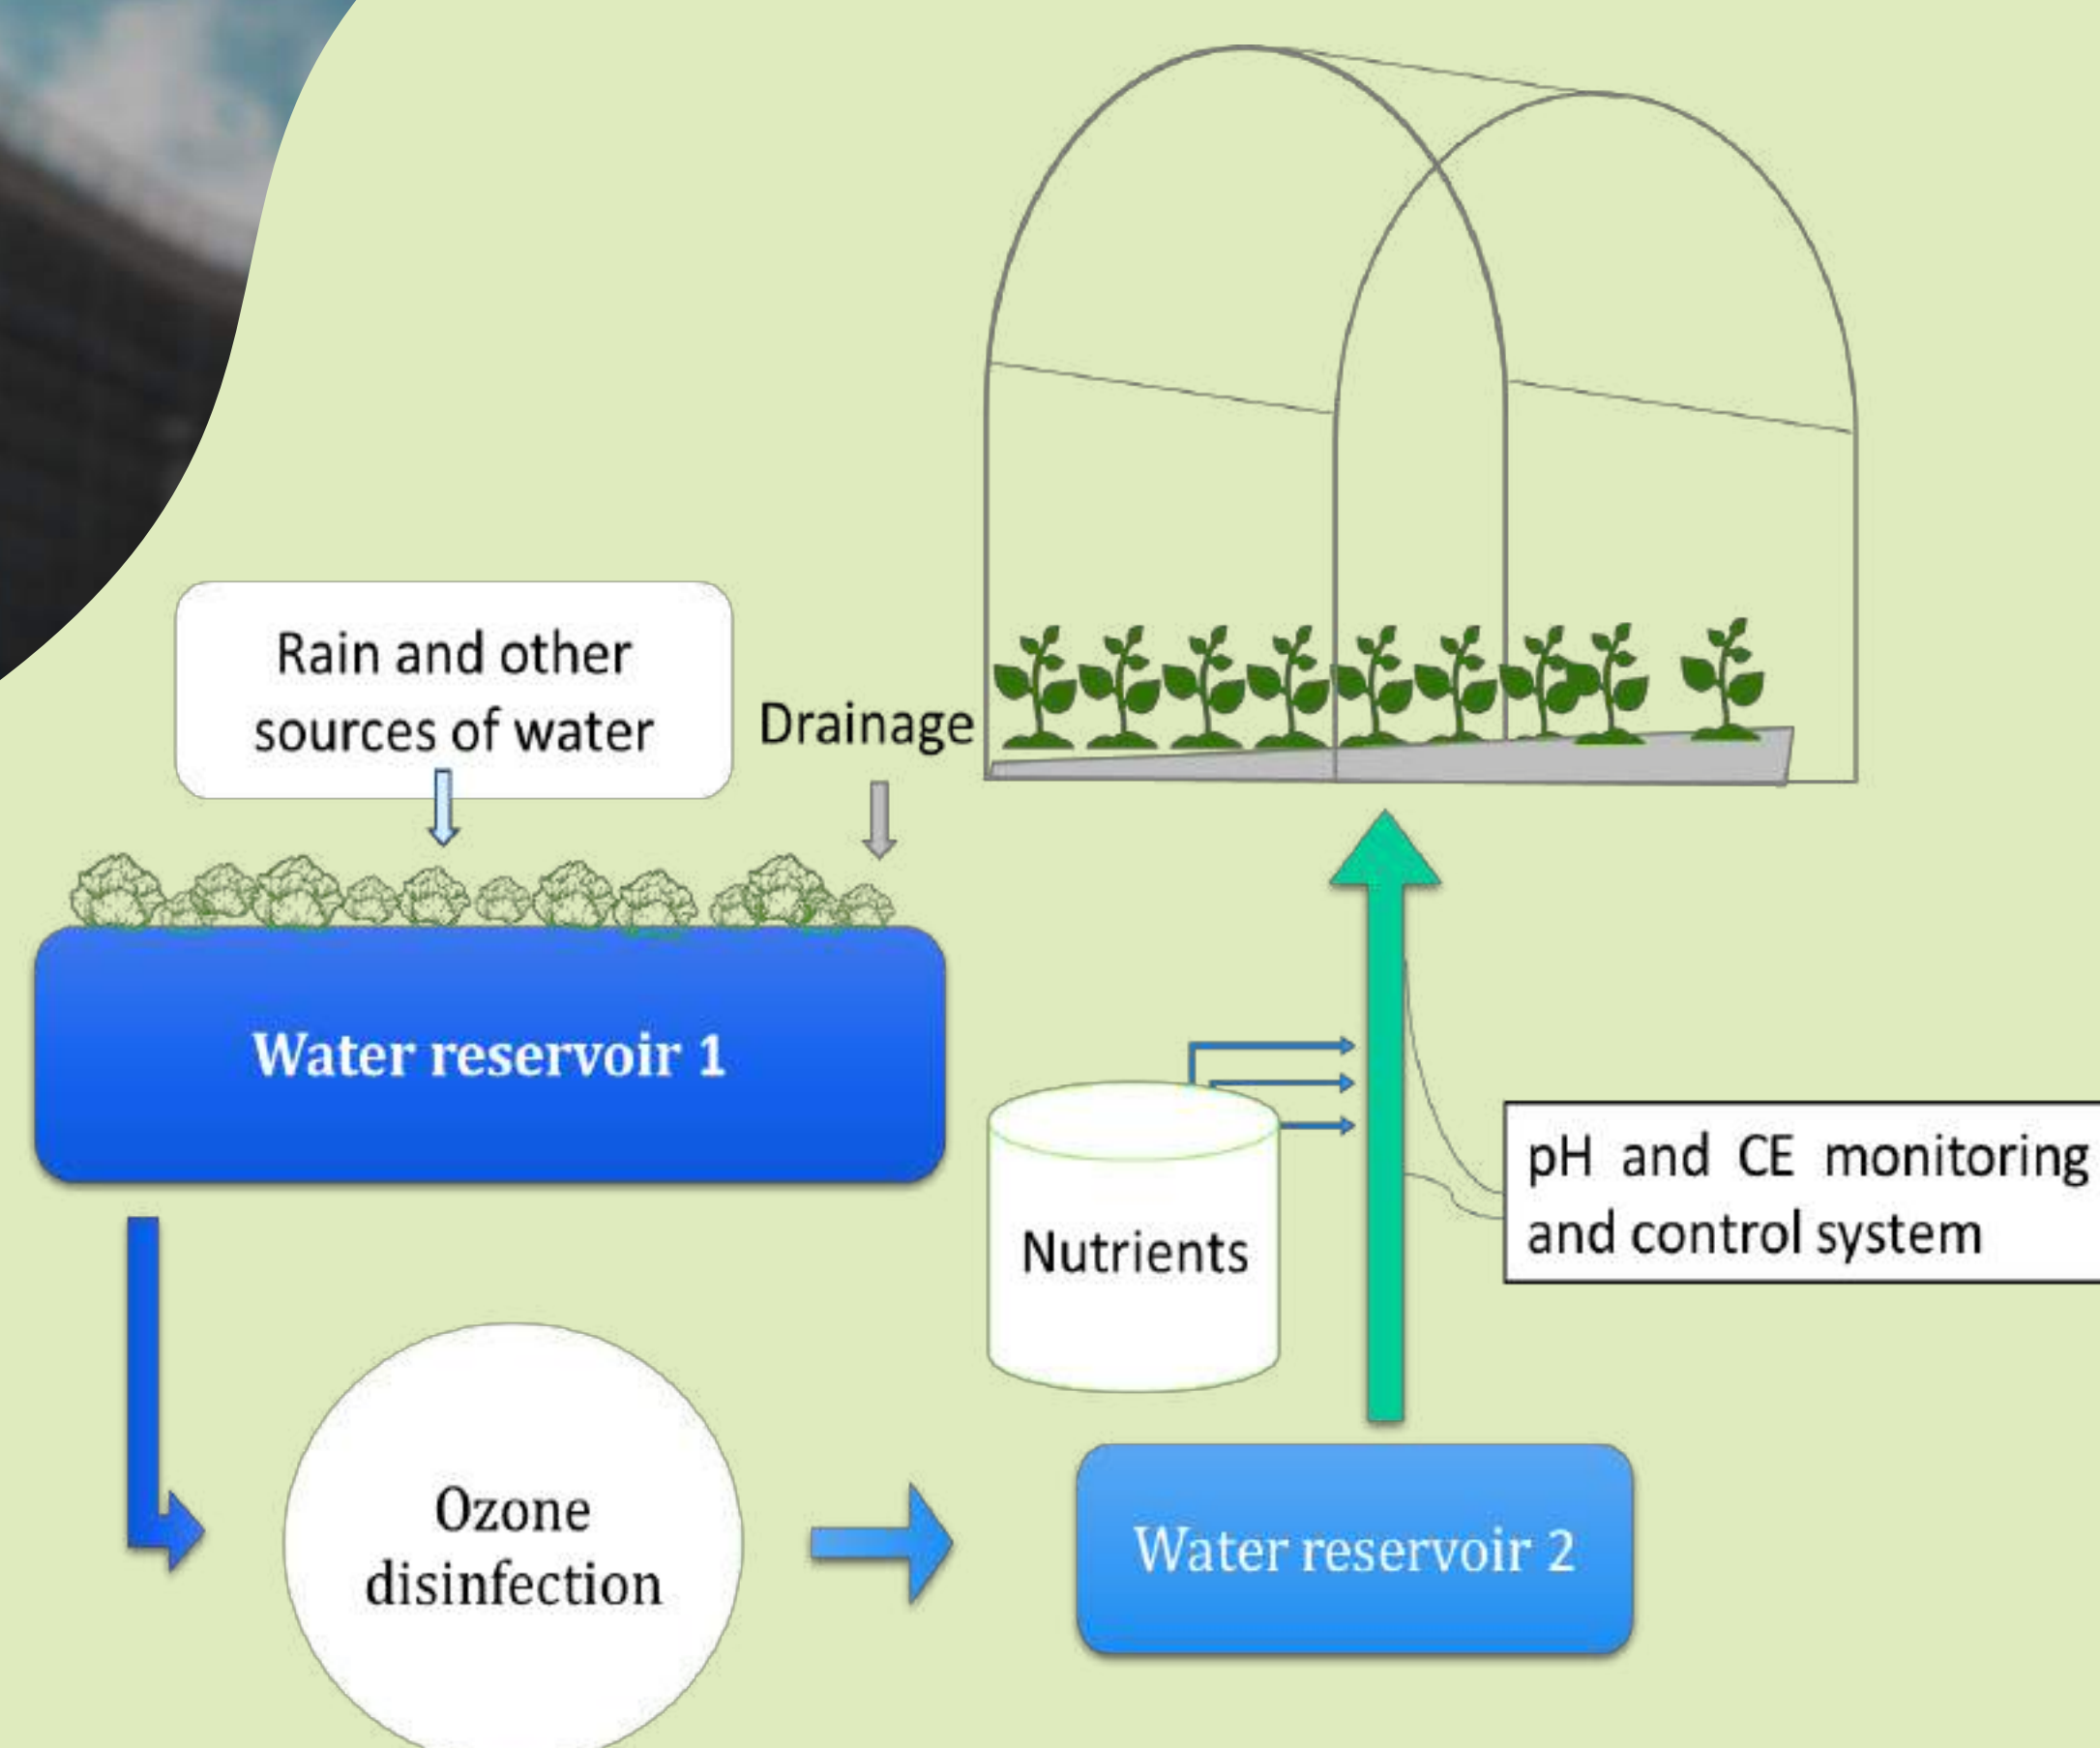 Rain and other
sources of water
Drainage
Water reservoir 1
Nutrients
pH and CE monitoring
and control system
Ozone
disinfection
Water reservoir 2